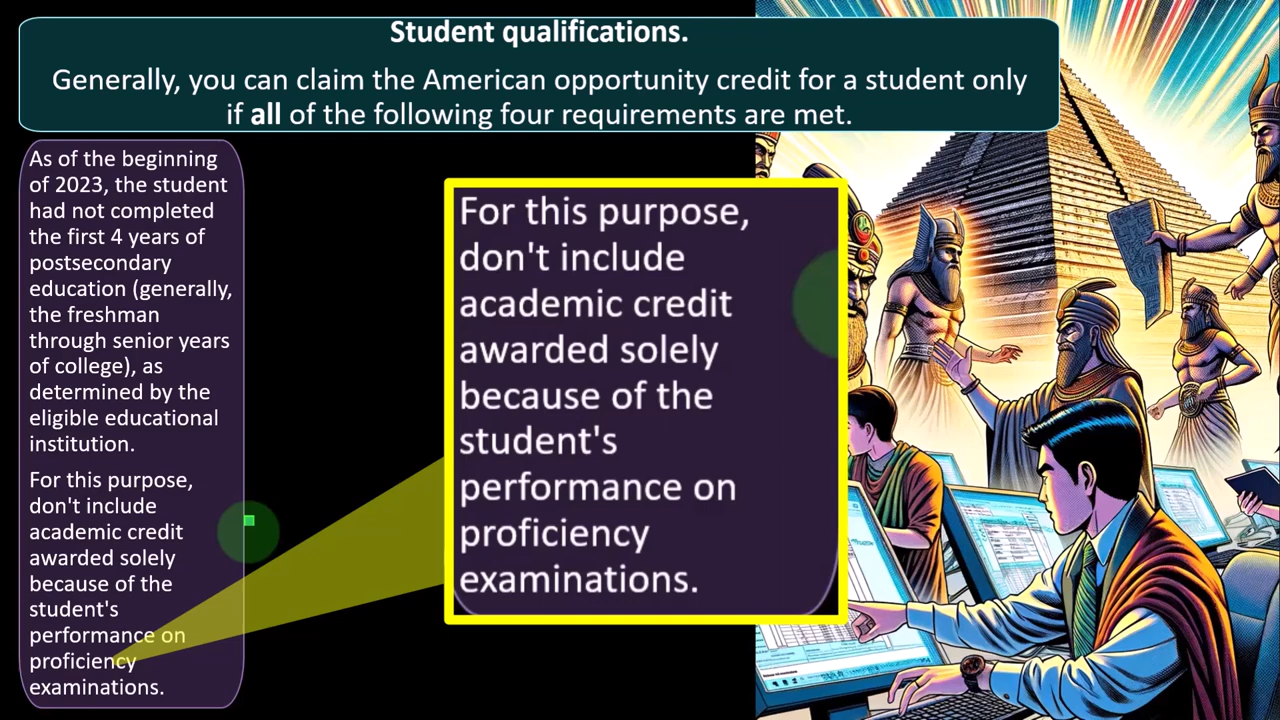 Student qualifications.
Generally, you can claim the American opportunity credit for a student only
if all of the following four requirements are met.
As of the beginning
of 2023, the student
had not completed
the first 4 years of
postsecondary
education (generally,
the freshman
through senior years
of college), as
determined by the
eligible educational
institution.
For this purpose,
don't include
academic credit
awarded solely
because of the
student's
performance on
proficiency
examinations.
For this purpose,
don't include
academic credit
awarded solely
because of the
student's
performance on
proficiency
examinations.